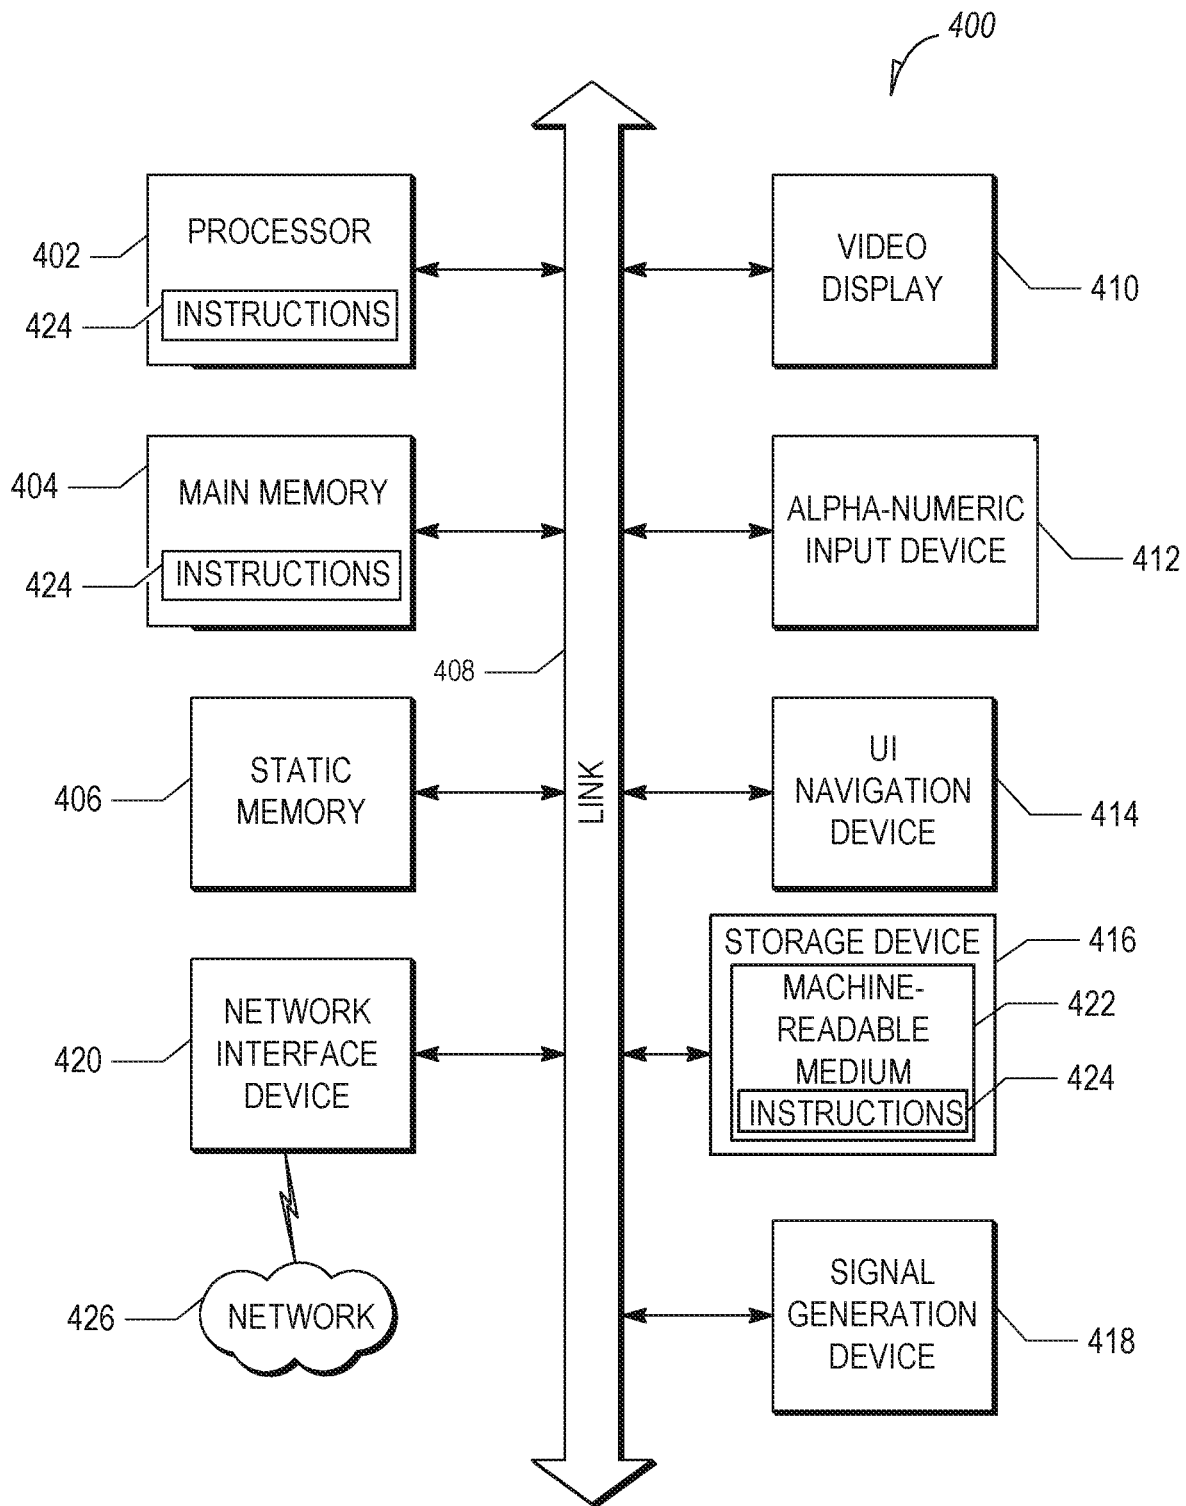 400
PROCESSOR
402
424
INSTRUCTIONS
VIDEO
DISPLAY
410
404
MAIN MEMORY
424
INSTRUCTIONS
ALPHA-NUMERIC
INPUT DEVICE
412
408
LINK
406
STATIC
MEMORY
UI
NAVIGATION
DEVICE
414
STORAGE DEVICE
416
MACHINE-
READABLE
MEDIUM
422
INSTRUCTIONS
424
420
NETWORK
INTERFACE
DEVICE
426
NETWORK
SIGNAL
GENERATION
DEVICE
418